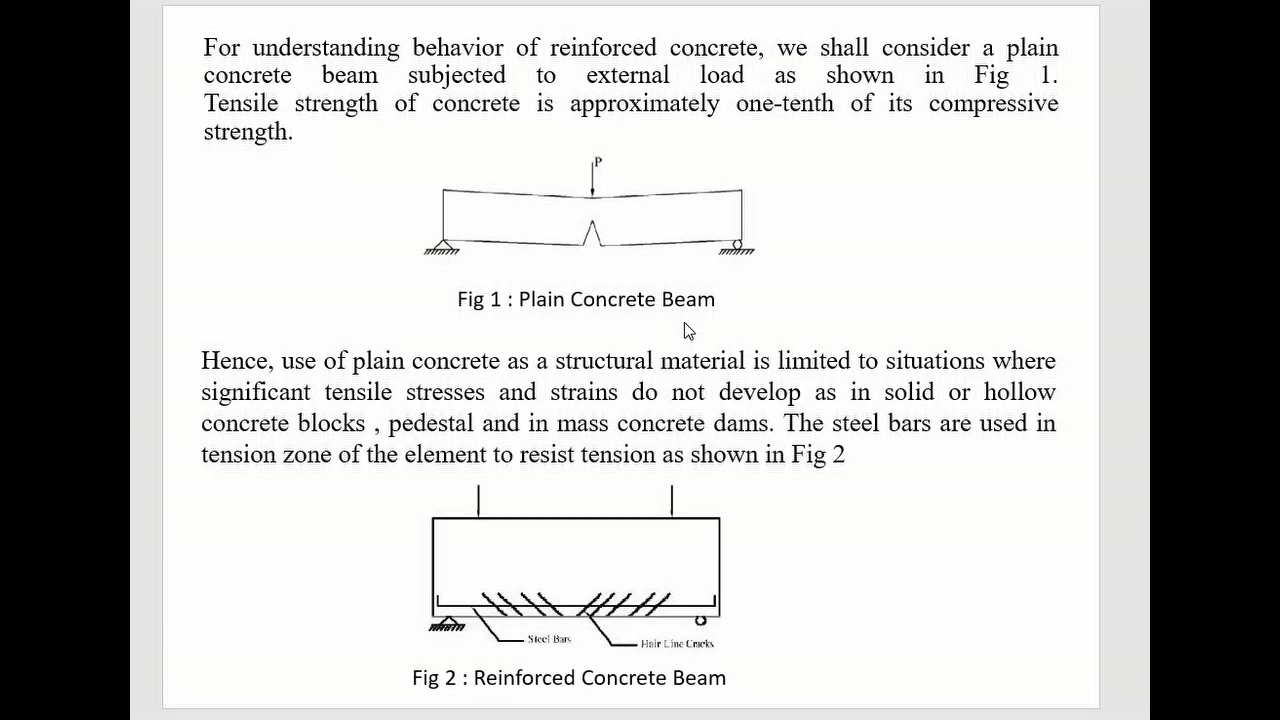 For understanding behavior of reinforced concrete, we shall consider a plain
concrete beam subjected to external load as shown in Fig 1.
Tensile strength of concrete is approximately one-tenth of its compressive
strength.
P
Fig 1 : Plain Concrete Beam
Hence, use of plain concrete as a structural material is limited to situations where
significant tensile stresses and strains do not develop as in solid or hollow
concrete blocks , pedestal and in mass concrete dams. The steel bars are used in
tension zone of the element to resist tension as shown in Fig 2
Steel Bars
Hair Line Cracks
Fig 2 : Reinforced Concrete Beam